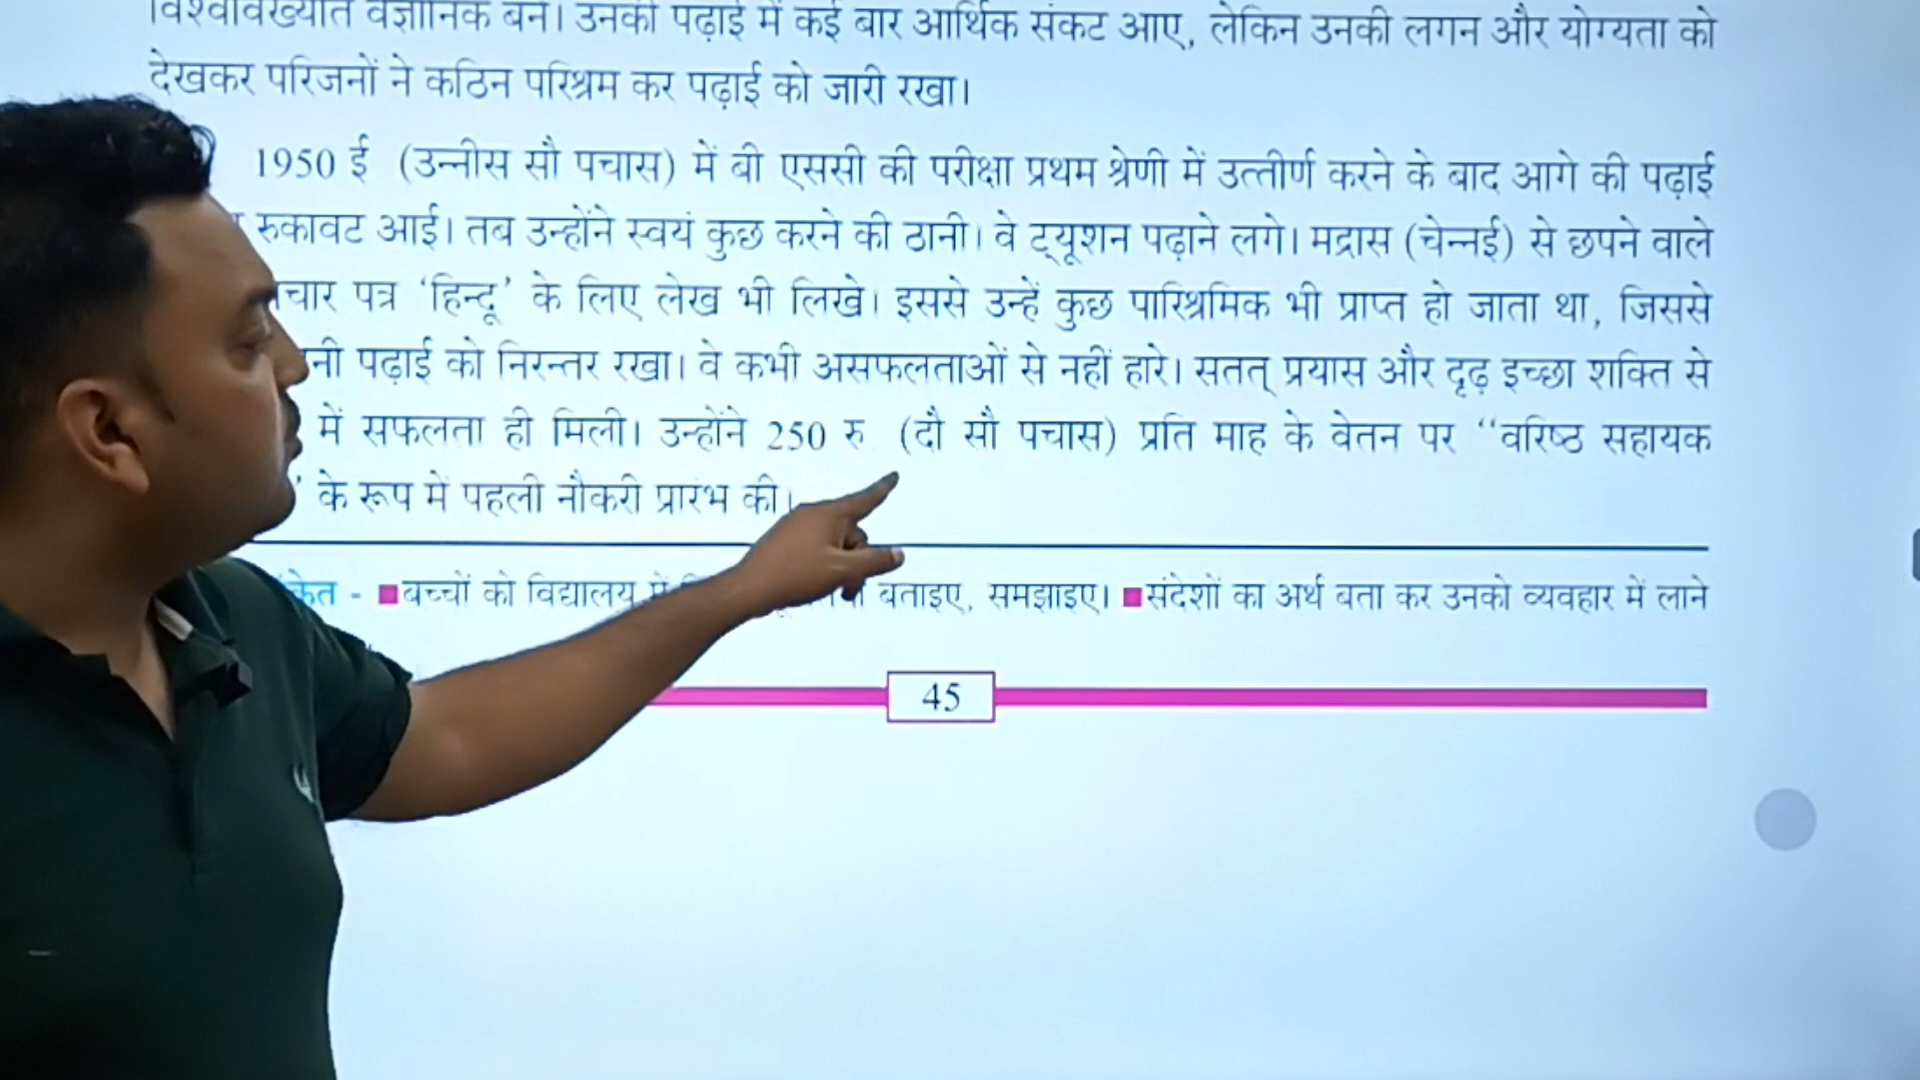 विश्वविख्यात वैज्ञानिक बने। उनकी पढ़ाई में कई बार आर्थिक संकट आए, लेकिन उनकी लगन और योग्यता को
देखकर परिजनों ने कठिन परिश्रम कर पढ़ाई को जारी रखा।
1950 ई (उन्नीस सौ पचास) में बी एससी की परीक्षा प्रथम श्रेणी में उत्तीर्ण करने के बाद आगे की पढ़ाई
रुकावट आई। तब उन्होंने स्वयं कुछ करने की ठानी। वे ट्यूशन पढ़ाने लगे। मद्रास (चेन्नई) से छपने वाले
पत्र ‘हिन्दू’ के लिए लेख भी लिखे। इससे उन्हें कुछ पारिश्रमिक भी प्राप्त हो जाता था, जिससे
पढ़ाई को निरन्तर रखा। वे कभी असफलताओं से नहीं हारे। सतत् प्रयास और दृढ़ इच्छा शक्ति से
में सफलता ही मिली। उन्होंने 250 रु (दौ सौ पचास) प्रति माह के वेतन पर “वरिष्ठ सहायक
के रूप में पहली नौकरी प्रारंभ की।
- ■बच्चों को विद्यालय में बताइए, समझाइए। ■संदेशों का अर्थ बता कर उनको व्यवहार में लाने
45